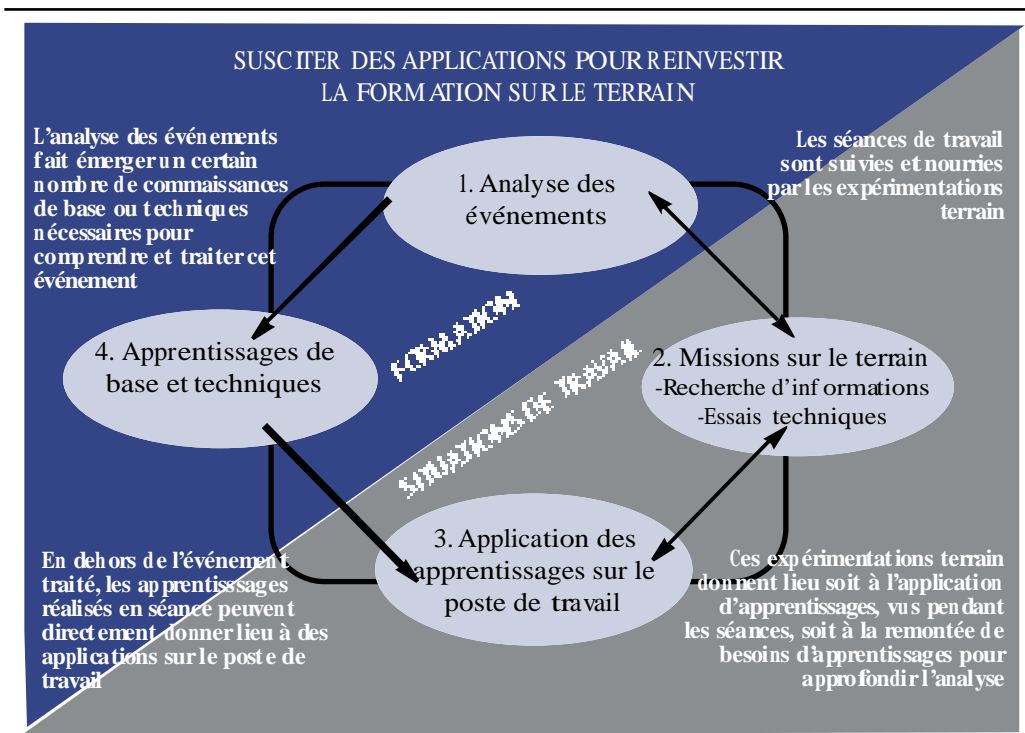 SUSCITER DES APPLICATIONS POUR REINVESTIR
LA FORMATION SUR LE TERRAIN
L'analyse des événements
fait émerger un certain
nombre de commaissances
de base ou techniques
nécessaires pour
comprendre et traiter cet
événement
Les séances de travail
sont suivies et nourries
par les expérimentations
terrain
1. Analyse des
événements
4. Apprentissages de
base et techniques
FORMATION
SITUATIONS DE TRAVAIL
2. Missions sur le terrain
-Recherche d'informations
-Essais techniques
3. Application des
apprentissages sur le
poste de travail
En dehors de l'événement
traité, les apprentisssages
réalisés en séance peuvent
directement donner lieu à des
applications sur le poste de
travail
Ces expérimentations terrain
donnent lieu soit à l'application
d'apprentissages, vus pendant
les séances, soit à la remontée de
besoins d'apprentissages pour
approfondir l'analyse